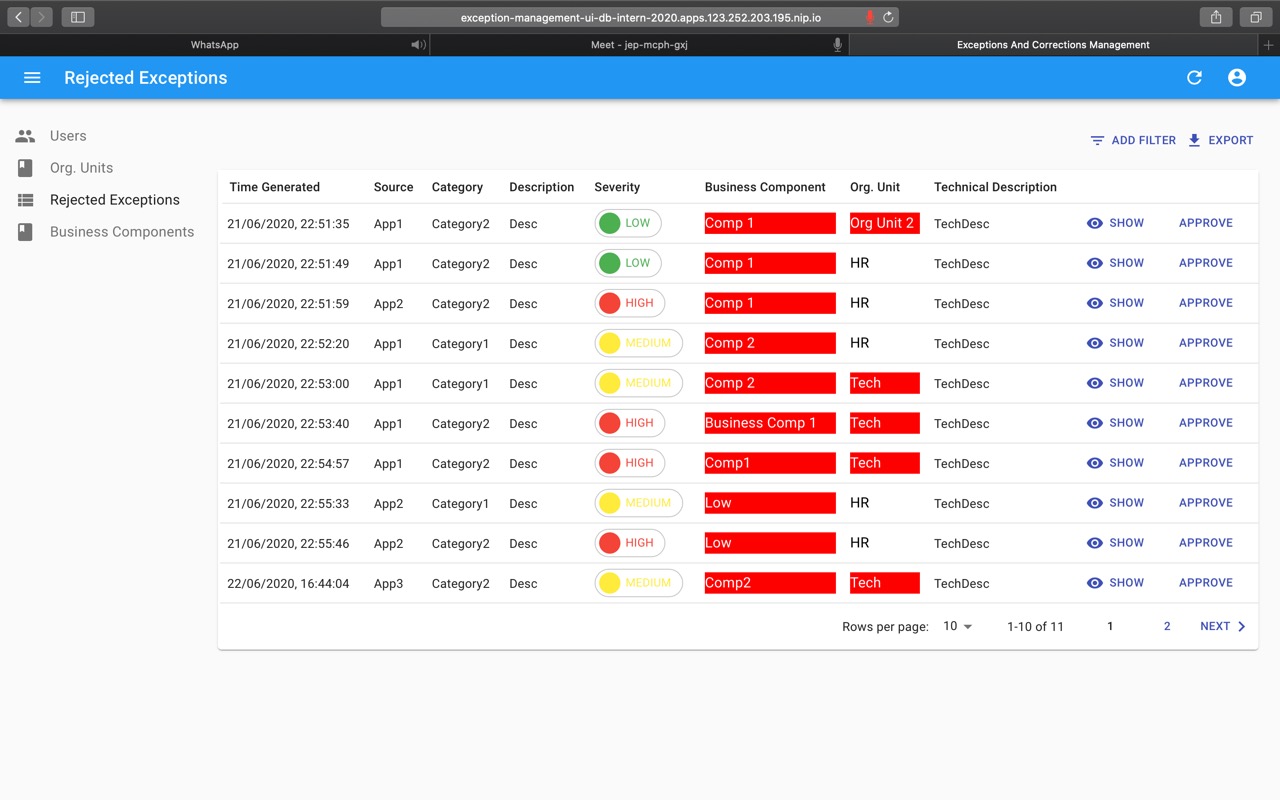 exception-management-ui-db-intern-2020.apps.123.252.203.195.nip.io
WhatsApp Meet - jep-mcph-gxj Exceptions And Corrections Management
Rejected Exceptions
Users
Org. Units
Rejected Exceptions
Business Components
ADD FILTER EXPORT
Time Generated Source Category Description Severity Business Component Org. Unit Technical Description
21/06/2020, 22:51:35 App1 Category2 Desc LOW Comp 1 Org Unit 2 TechDesc SHOW APPROVE
21/06/2020, 22:51:49 App1 Category2 Desc LOW Comp 1 HR TechDesc SHOW APPROVE
21/06/2020, 22:51:59 App2 Category2 Desc HIGH Comp 1 HR TechDesc SHOW APPROVE
21/06/2020, 22:52:20 App1 Category1 Desc MEDIUM Comp 2 HR TechDesc SHOW APPROVE
21/06/2020, 22:53:00 App1 Category1 Desc MEDIUM Comp 2 Tech TechDesc SHOW APPROVE
21/06/2020, 22:53:40 App1 Category2 Desc HIGH Business Comp 1 Tech TechDesc SHOW APPROVE
21/06/2020, 22:54:57 App1 Category2 Desc HIGH Comp1 Tech TechDesc SHOW APPROVE
21/06/2020, 22:55:33 App2 Category1 Desc MEDIUM Low HR TechDesc SHOW APPROVE
21/06/2020, 22:55:46 App2 Category2 Desc HIGH Low HR TechDesc SHOW APPROVE
22/06/2020, 16:44:04 App3 Category2 Desc MEDIUM Comp2 Tech TechDesc SHOW APPROVE
Rows per page: 10 1-10 of 11 1 2 NEXT